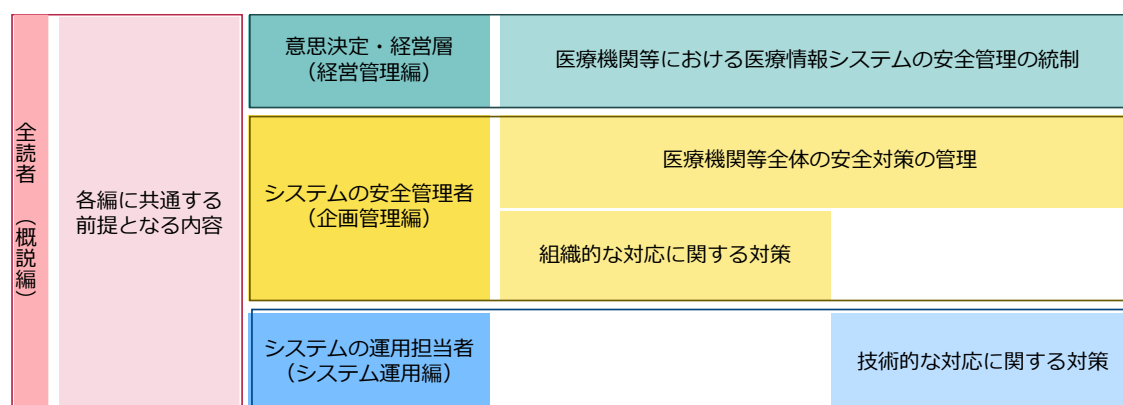 全読者　（概説編）
各編に共通する
前提となる内容
意思決定・経営層
（経営管理編）
医療機関等における医療情報システムの安全管理の統制
システムの安全管理者
（企画管理編）
医療機関等全体の安全対策の管理
組織的な対応に関する対策
システムの運用担当者
（システム運用編）
技術的な対応に関する対策